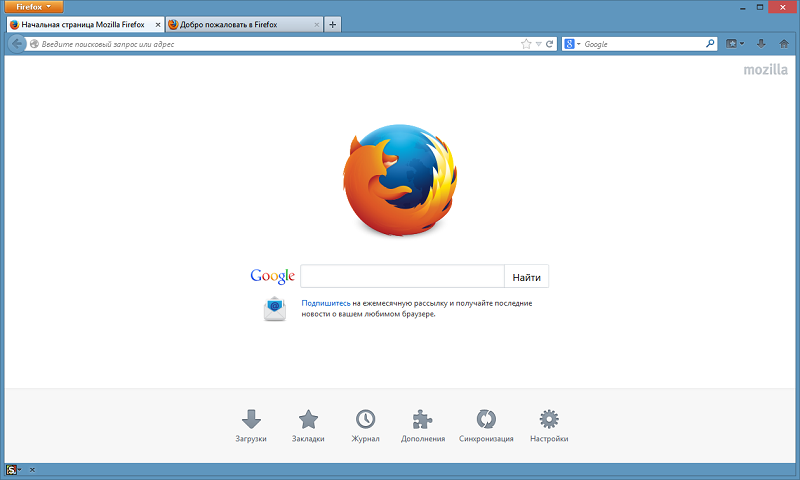 Firefox
Начальная страница Mozilla Firefox
Добро пожаловать в Firefox
Введите поисковый запрос или адрес
Google
mozilla
Google
Найти
Подпишитесь на ежемесячную рассылку и получайте последние
новости о вашем любимом браузере.
Загрузки
Закладки
Журнал
Дополнения
Синхронизация
Настройки